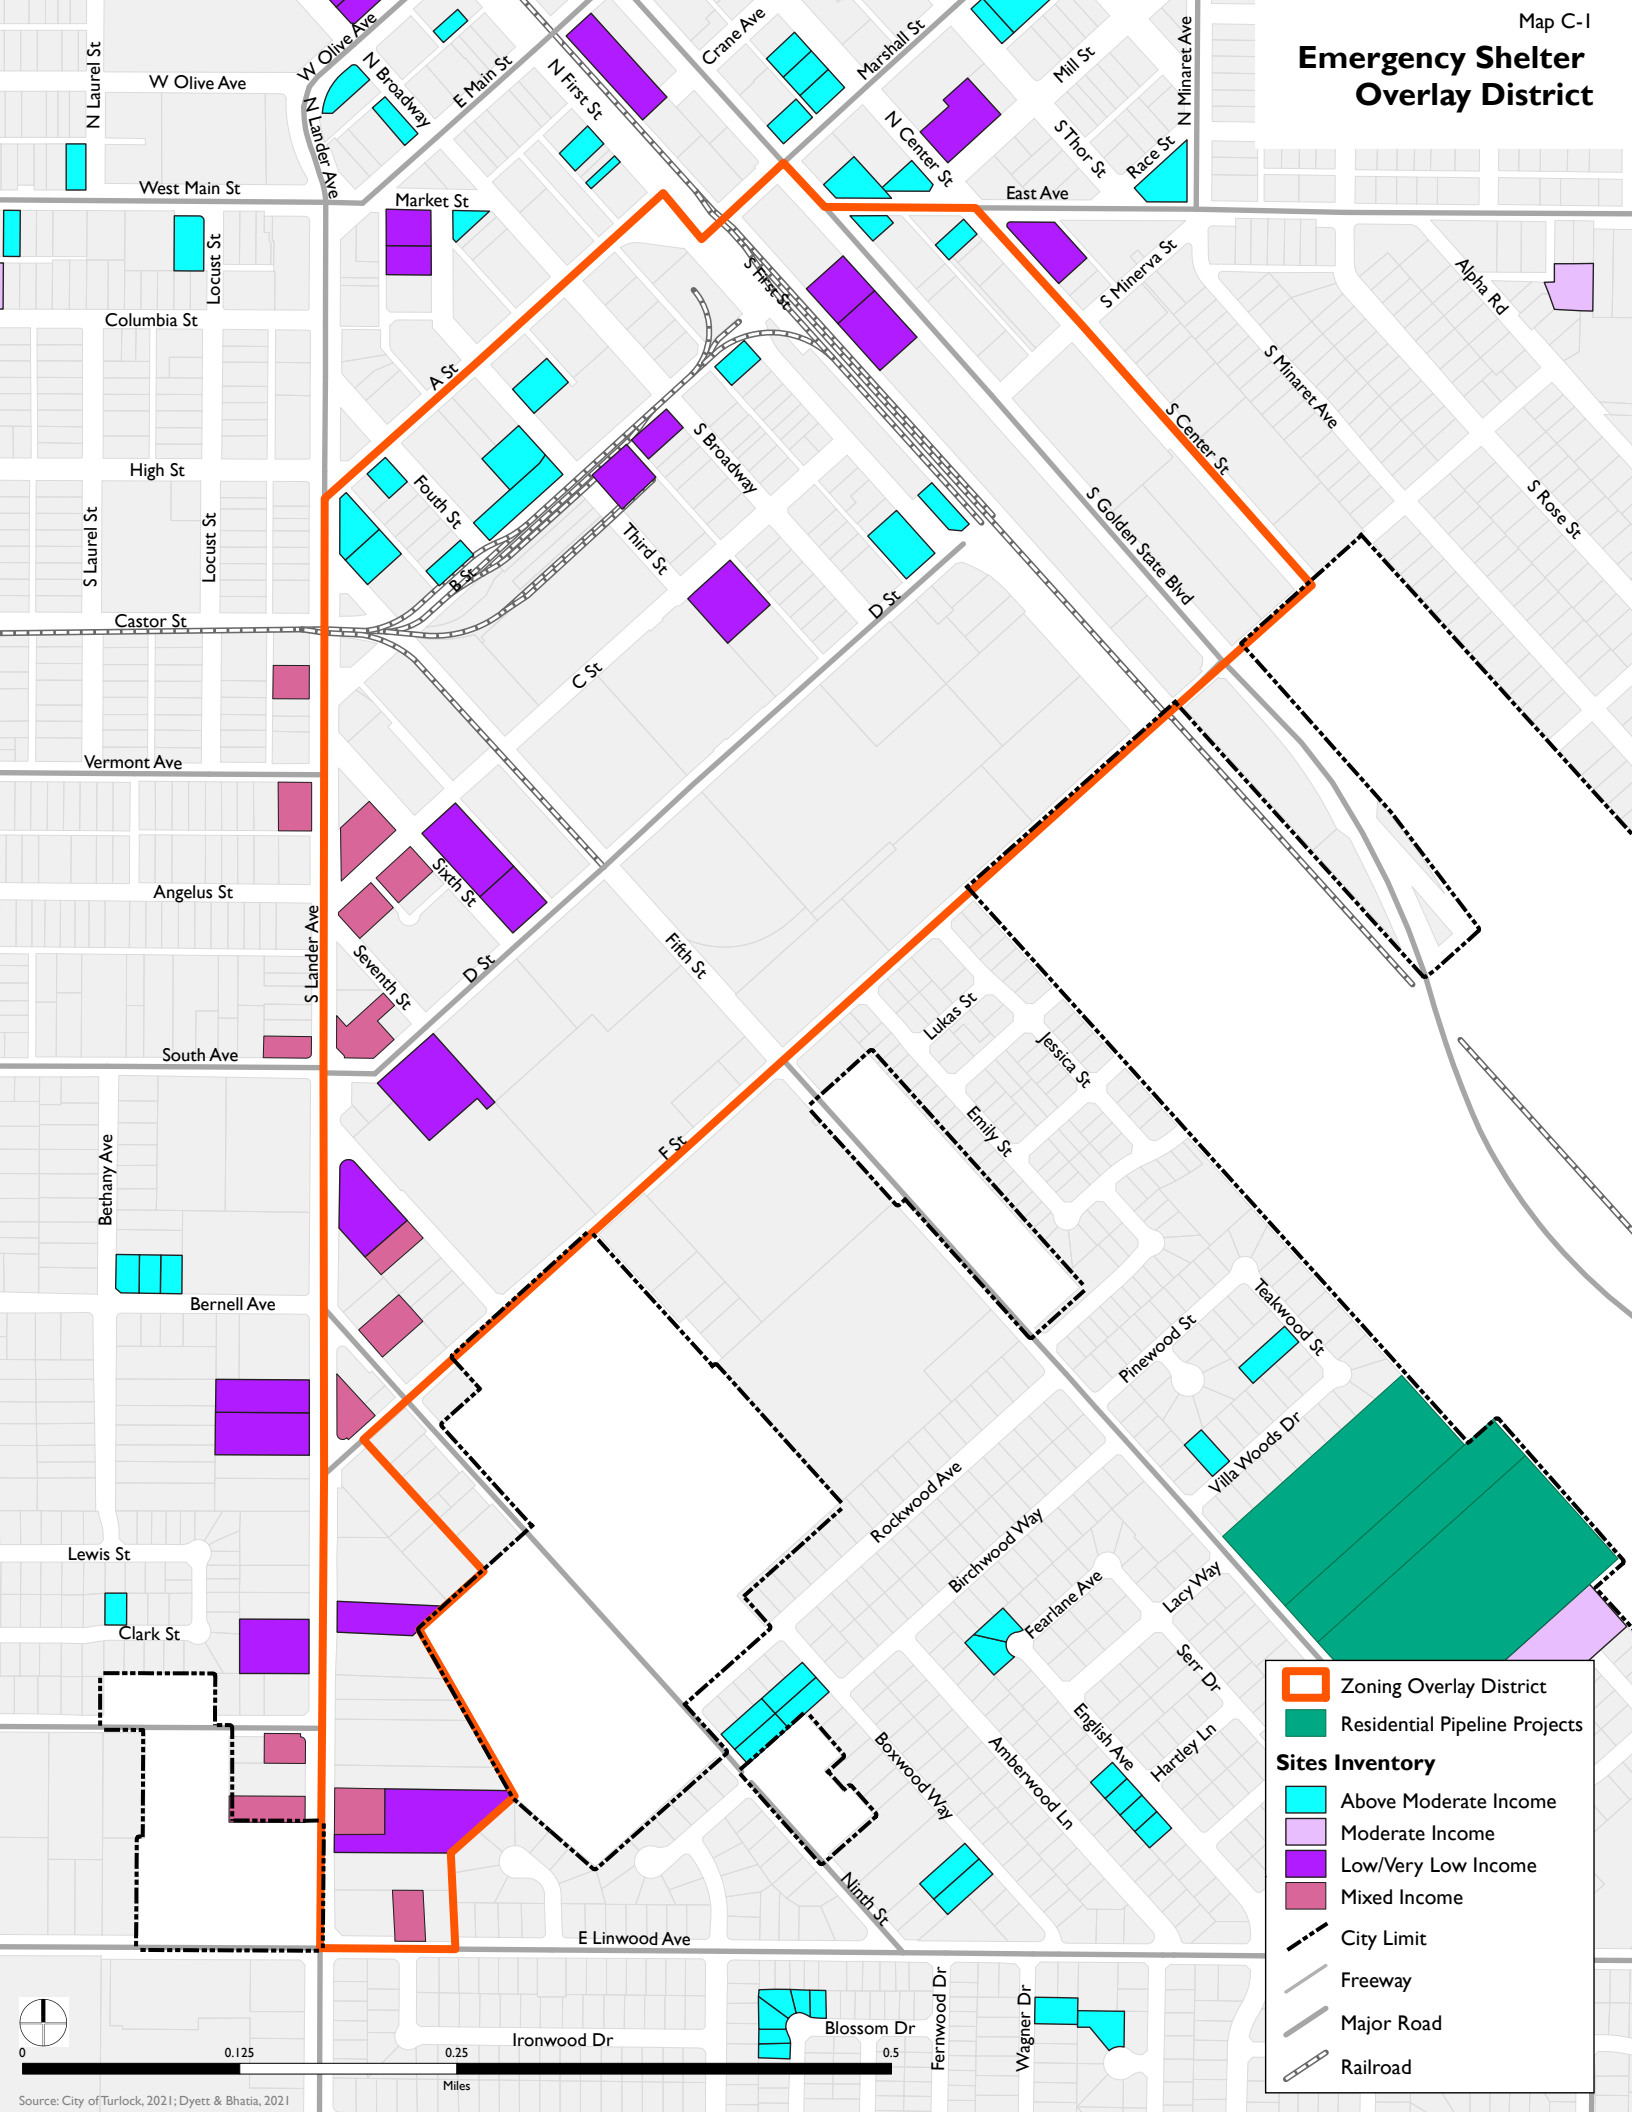 Map C-1
Emergency Shelter
Overlay District
W Olive Ave
N Laurel St
W Olive Ave
N Broadway
E Main St
N Lander Ave
N First St
Crane Ave
Marshall St
Mill St
N Minaret Ave
N Center St
S Thor St
Race St
East Ave
West Main St
Market St
Locust St
Columbia St
S First St
S Minerva St
Alpha Rd
S Minaret Ave
A St
S Center St
S Broadway
High St
Fouth St
S Laurel St
Locust St
S Golden State Blvd
S Rose St
Third St
B St
D St
Castor St
C St
Vermont Ave
Angelus St
Sixth St
S Lander Ave
Seventh St
D St
Fifth St
Lukas St
Jessica St
South Ave
Emily St
F St
Bethany Ave
Bernell Ave
Teakwood St
Pinewood St
Villa Woods Dr
Rockwood Ave
Birchwood Way
Lewis St
Fearlane Ave
Lacy Way
Clark St
Serr Dr
English Ave
Hartley Ln
Boxwood Way
Amberwood Ln
Ninth St
E Linwood Ave
Fernwood Dr
Wagner Dr
Blossom Dr
Ironwood Dr
Zoning Overlay District
Residential Pipeline Projects
Sites Inventory
Above Moderate Income
Moderate Income
Low/Very Low Income
Mixed Income
City Limit
Freeway
Major Road
Railroad
0 0.125 0.25 0.5
Miles
Source: City of Turlock, 2021; Dyett & Bhatia, 2021